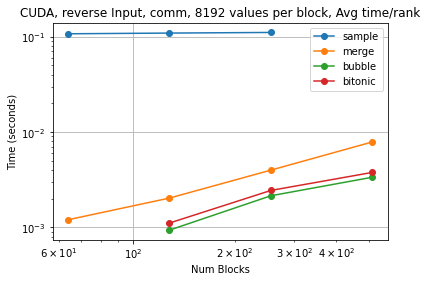 CUDA, reverse Input, comm, 8192 values per block, Avg time/rank
10⁻¹
10⁻²
10⁻³
Time (seconds)
sample
merge
bubble
bitonic
6 × 10¹
10²
2 × 10²
3 × 10²
4 × 10²
Num Blocks